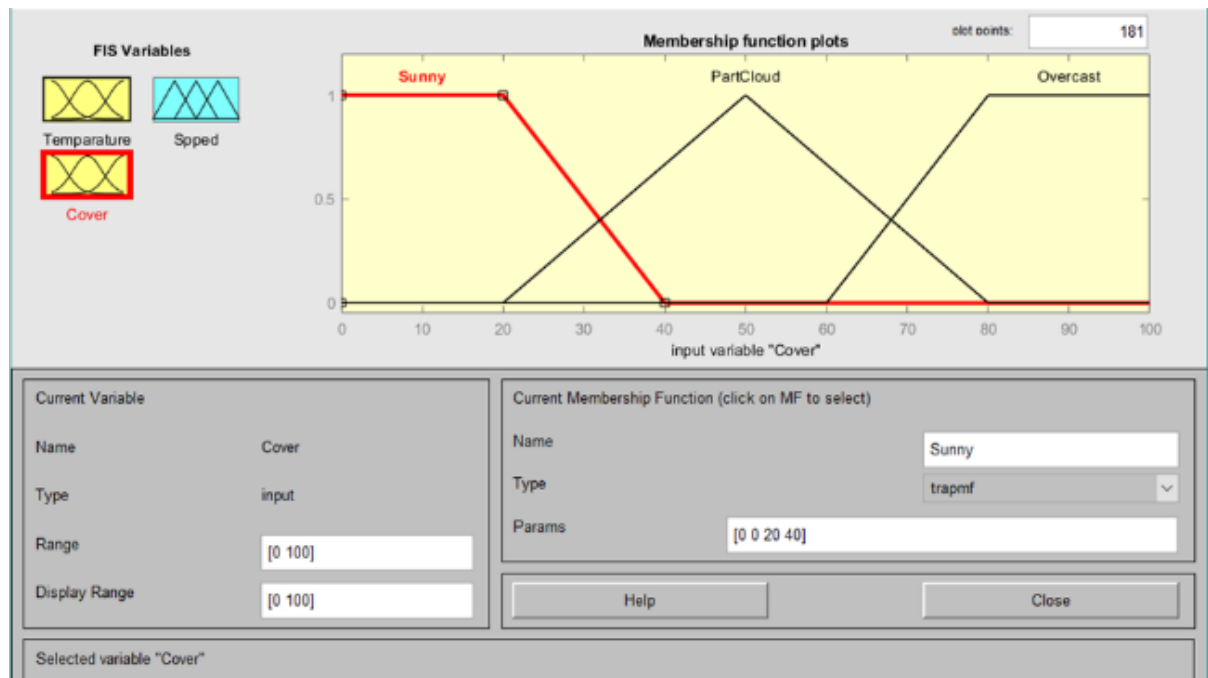 FIS Variables
Membership function plots
plot points: 181
Temparature
Spped
Cover
Sunny
PartCloud
Overcast
1
0.5
0
0 10 20 30 40 50 60 70 80 90 100
input variable "Cover"
Current Variable
Name Cover
Type input
Range [0 100]
Display Range [0 100]
Current Membership Function (click on MF to select)
Name Sunny
Type trapmf
Params [0 0 20 40]
Help
Close
Selected variable "Cover"